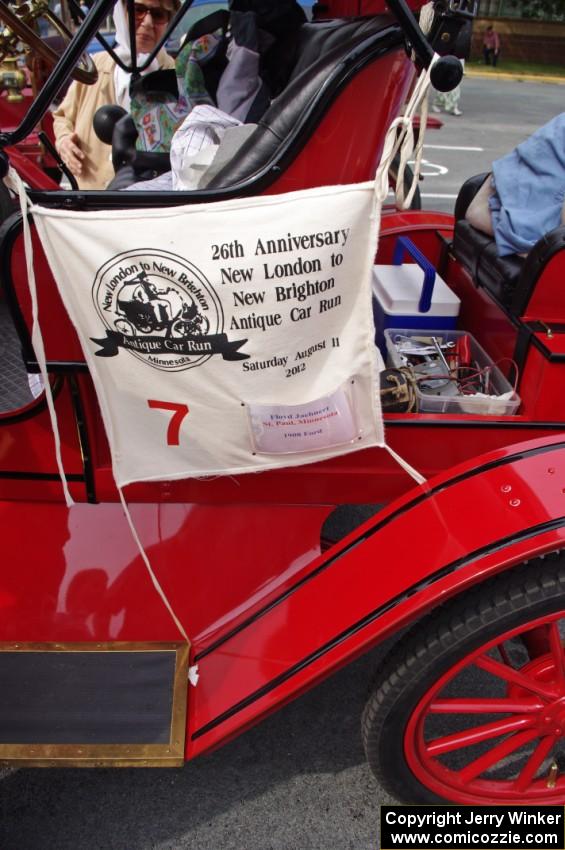 26th Anniversary
New London to
New Brighton
Antique Car Run
Saturday August 11
2012
New London to New Brighton
Antique Car Run
Minnesota
7
Floyd Jaehnert
St. Paul, Minnesota
1908 Ford
Copyright Jerry Winker
www.comicozzie.com